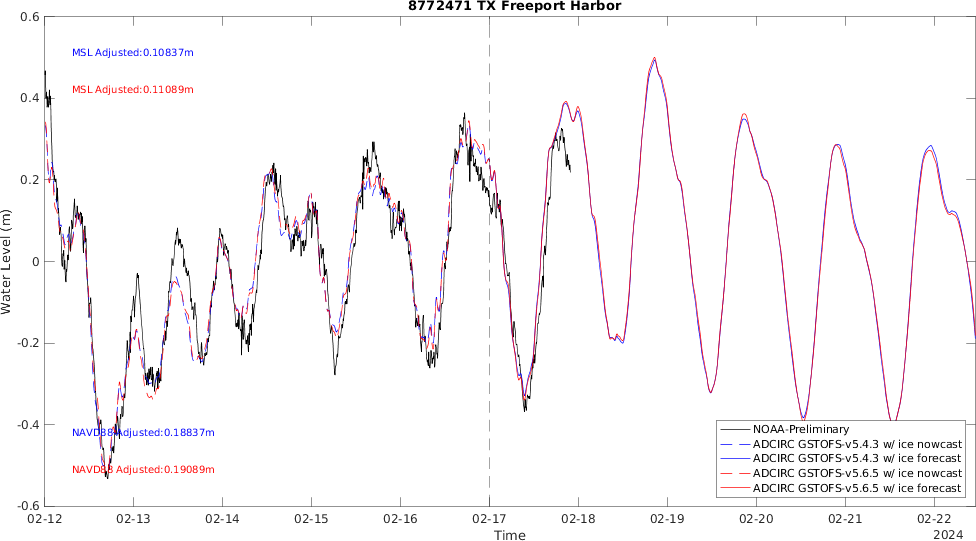 8772471 TX Freeport Harbor
0.6
MSL Adjusted:0.10837m
MSL Adjusted:0.11089m
0.4
0.2
0
-0.2
-0.4
-0.6
Water Level (m)
NAVD88 Adjusted:0.18837m
NAVD88 Adjusted:0.19089m
NOAA-Preliminary
ADCIRC GSTOFS-v5.4.3 w/ ice nowcast
ADCIRC GSTOFS-v5.4.3 w/ ice forecast
ADCIRC GSTOFS-v5.6.5 w/ ice nowcast
ADCIRC GSTOFS-v5.6.5 w/ ice forecast
02-12 02-13 02-14 02-15 02-16 02-17 02-18 02-19 02-20 02-21 02-22
Time
2024